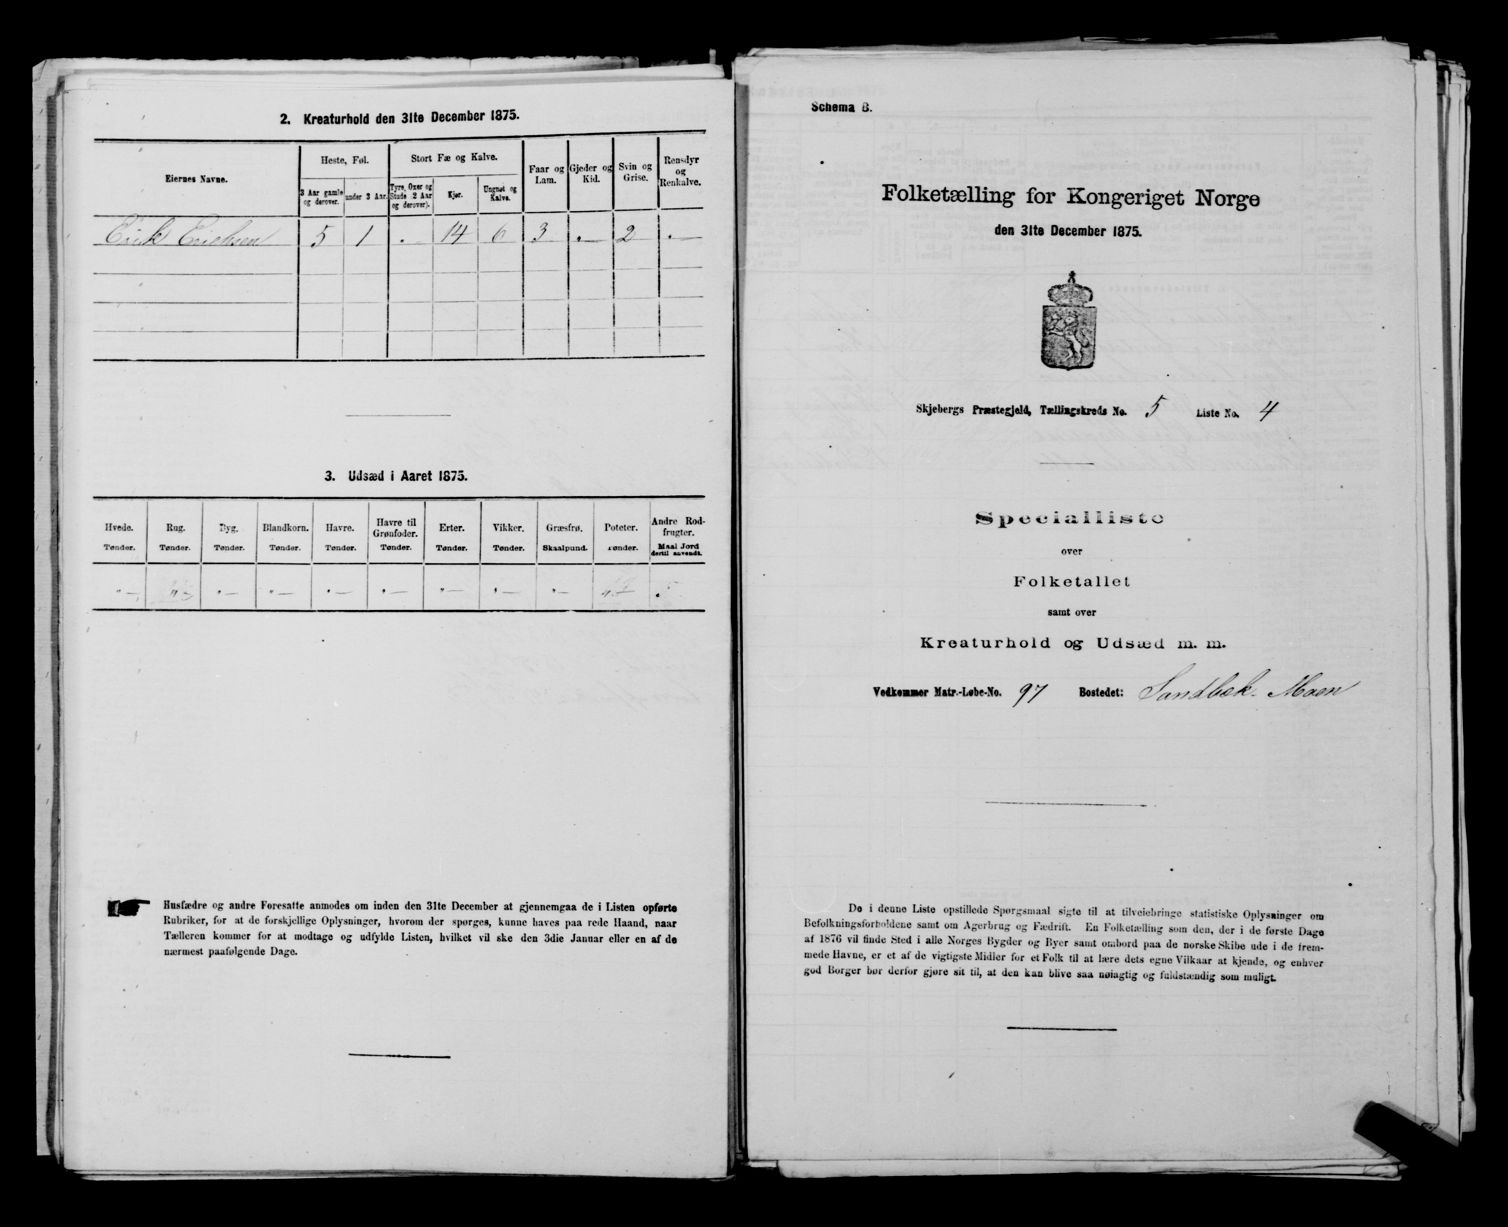 2. Kreaturhold den 31te December 1875.
Eiernes Navne.
Heste, Føl.
Stort Fæ og Kalve.
Faar og Lam.
Gjeder og Kid.
Svin og Grise.
Rensdyr og Renkalve.
3 Aar gamle og derover.
under 3 Aar.
Tyre, Oxer og Stude 2 Aar og derover).
Kjør.
Ungnøt og Kalve.
Erik Eriksen 5 1 . 14 6 3 . — 2 . —
3. Udsæd i Aaret 1875.
Hvede. Rug. Byg. Blandkorn. Havre. Havre til Grønfoder. Erter. Vikker. Græsfrø. Poteter. Andre Rodfrugter.
Tønder. Tønder. Tønder. Tønder. Tønder. Tønder. Tønder. Tønder. Skaalpund. Tønder. Maal Jord dertil anvendt.
Husfædre og andre Foresatte anmodes om inden den 31te December at gjennemgaa de i Listen opførte
Rubriker, for at de forskjellige Oplysninger, hvorom der spørges, kunne haves paa rede Haand, naar
Tælleren kommer for at modtage og udfylde Listen, hvilket vil ske den 3die Januar eller en af de
nærmest paafølgende Dage.
Schema B.
Folketælling for Kongeriget Norge
den 31te December 1875.
Skjebergs Præstegjeld, Tællingskreds No. 5 Liste No. 4
Specialliste
over
Folketallet
samt over
Kreaturhold og Udsæd m. m.
Vedkommer Matr.-Løbe-No. 97 Bostedet: Sandbæk Moen
De i denne Liste opstillede Spørgsmaal sigte til at tilveiebringe statistiske Oplysninger om
Befolkningsforholdene samt om Agerbrug og Fædrift. En Folketælling som den, der i de første Dage
af 1876 vil finde Sted i alle Norges Bygder og Byer samt ombord paa de norske Skibe ude i de frem-
mede Havne, er et af de vigtigste Midler for et Folk til at lære dets egne Vilkaar at kjende, og enhver
god Borger bør derfor gjøre sit til, at den kan blive saa nøiagtig og fuldstændig som muligt.